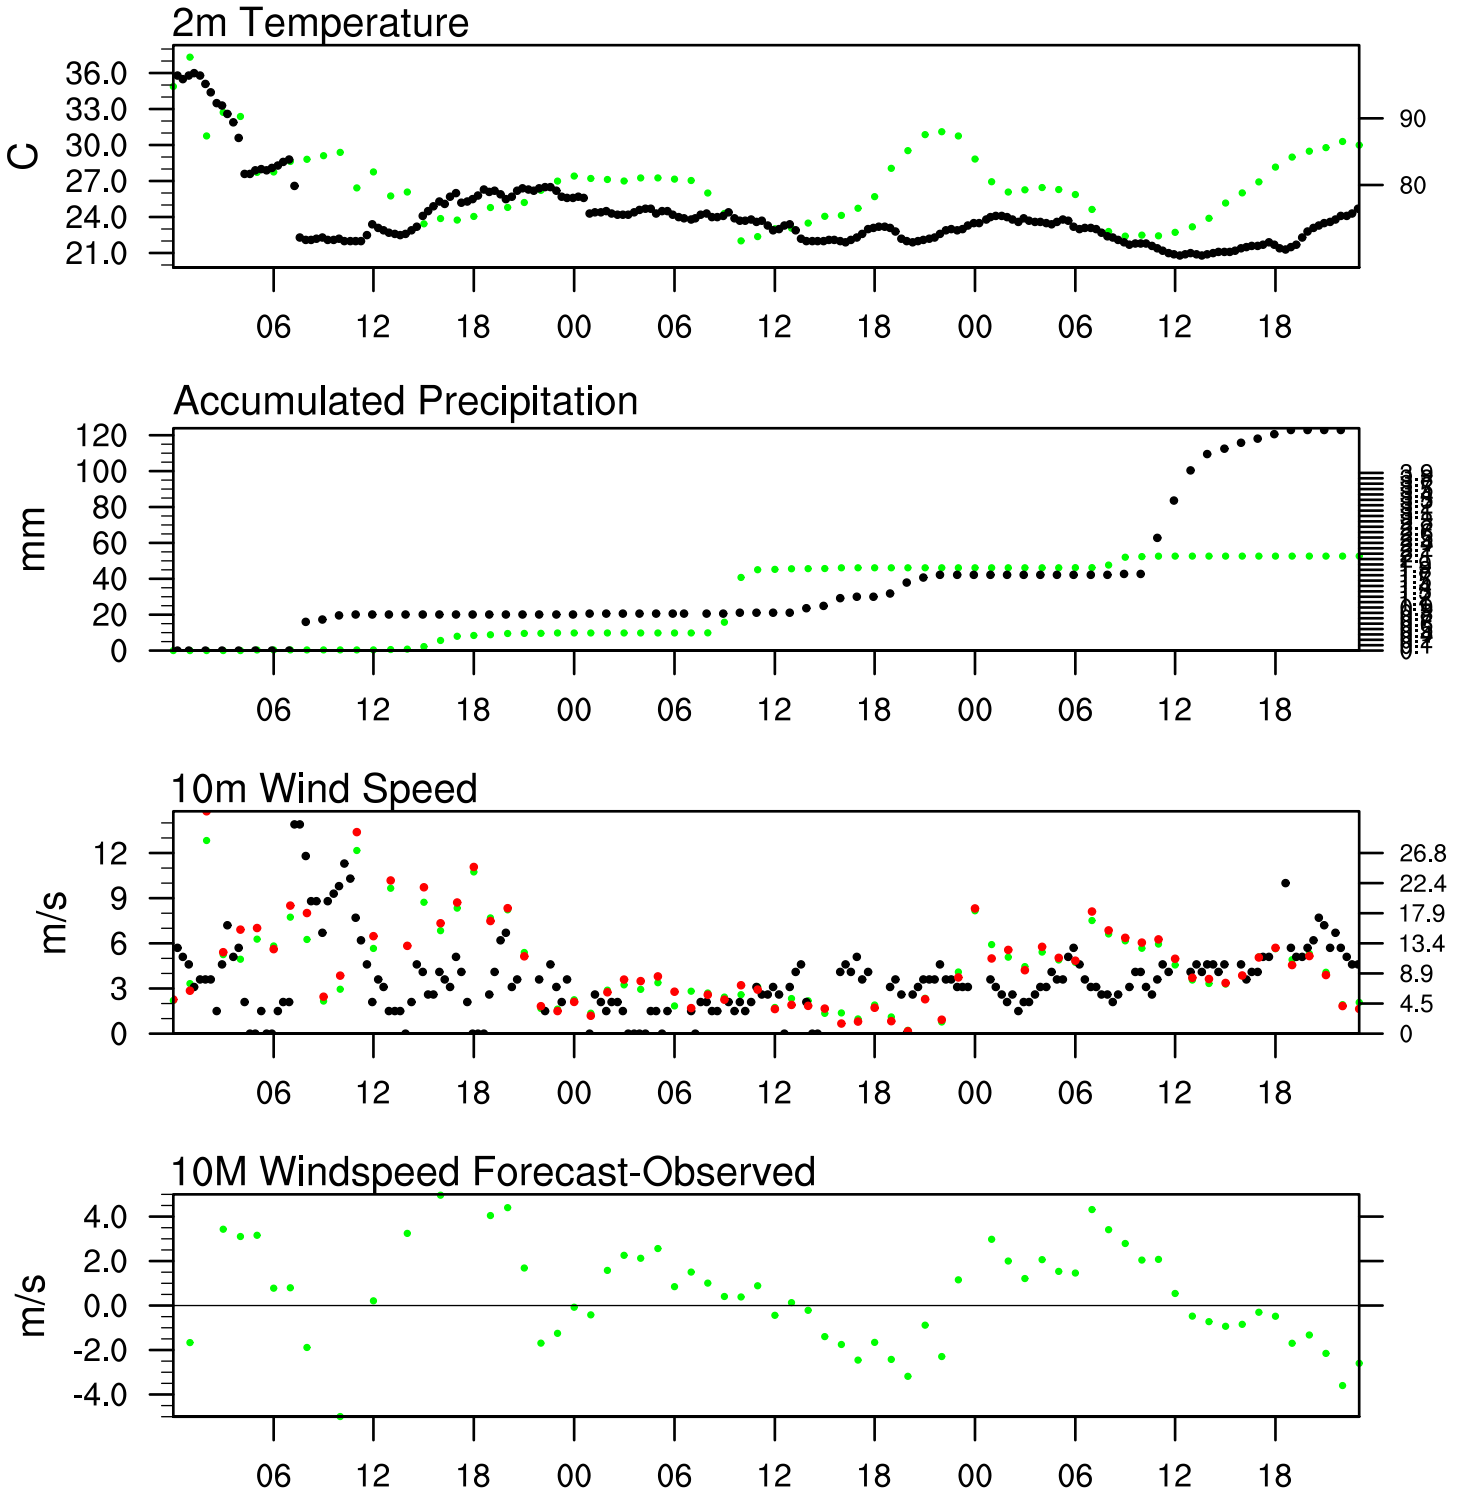 2m Temperature
36.0
33.0
30.0
27.0
24.0
21.0
C
90
80
06 12 18 00 06 12 18 00 06 12 18
Accumulated Precipitation
120
100
80
60
40
20
0
mm
06 12 18 00 06 12 18 00 06 12 18
10m Wind Speed
12
9
6
3
0
m/s
26.8
22.4
17.9
13.4
8.9
4.5
0
06 12 18 00 06 12 18 00 06 12 18
10M Windspeed Forecast-Observed
4.0
2.0
0.0
-2.0
-4.0
m/s
06 12 18 00 06 12 18 00 06 12 18